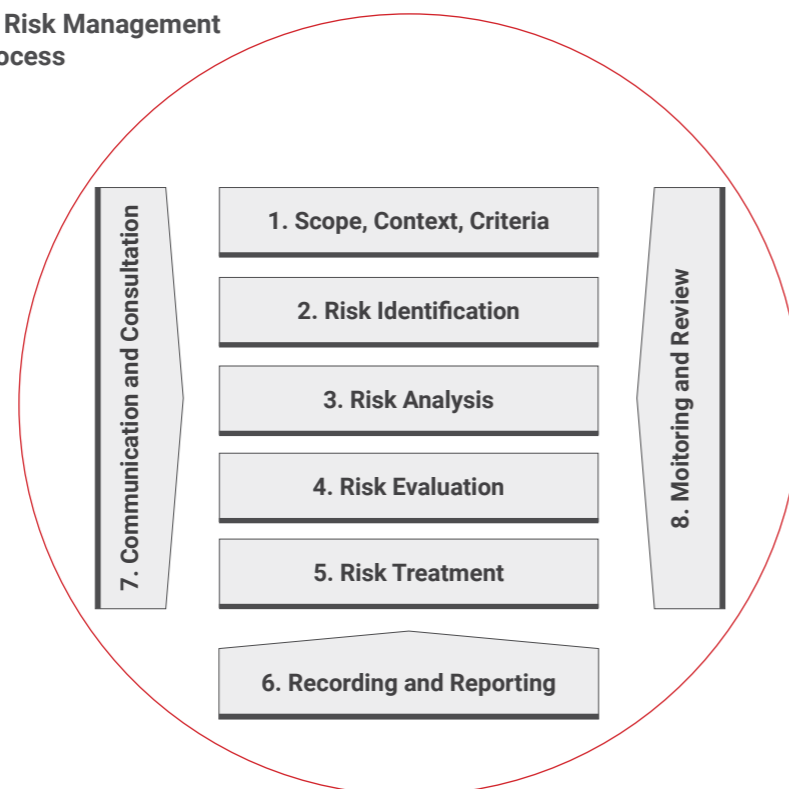 Risk Management
ocess
1. Scope, Context, Criteria
2. Risk Identification
3. Risk Analysis
4. Risk Evaluation
5. Risk Treatment
6. Recording and Reporting
7. Communication and Consultation
8. Moitoring and Review